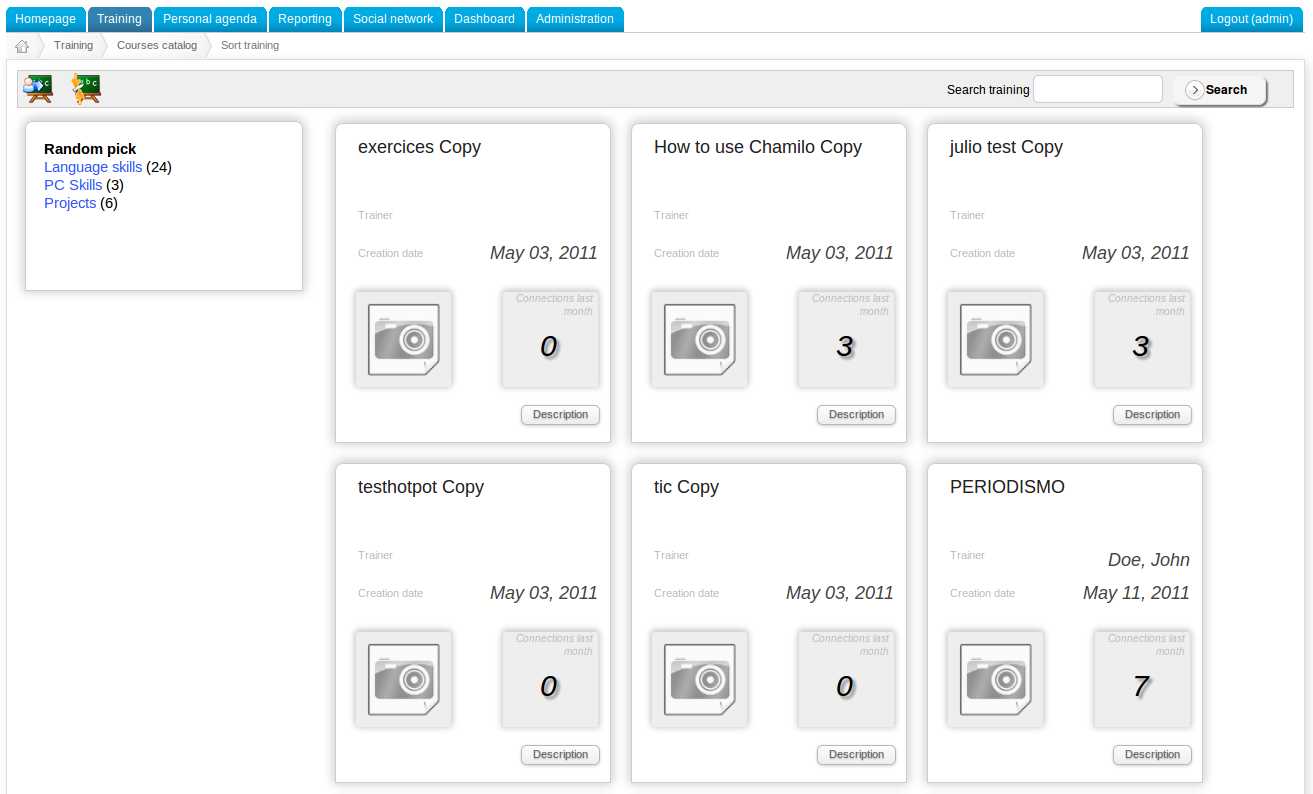 Homepage Training Personal agenda Reporting Social network Dashboard Administration Logout (admin)
Training Courses catalog Sort training
Search training Search
Random pick
Language skills (24)
PC Skills (3)
Projects (6)
exercices Copy
Trainer
Creation date May 03, 2011
Connections last
month
0
Description
How to use Chamilo Copy
Trainer
Creation date May 03, 2011
Connections last
month
3
Description
julio test Copy
Trainer
Creation date May 03, 2011
Connections last
month
3
Description
testhotpot Copy
Trainer
Creation date May 03, 2011
Connections last
month
0
Description
tic Copy
Trainer
Creation date May 03, 2011
Connections last
month
0
Description
PERIODISMO
Trainer Doe, John
Creation date May 11, 2011
Connections last
month
7
Description